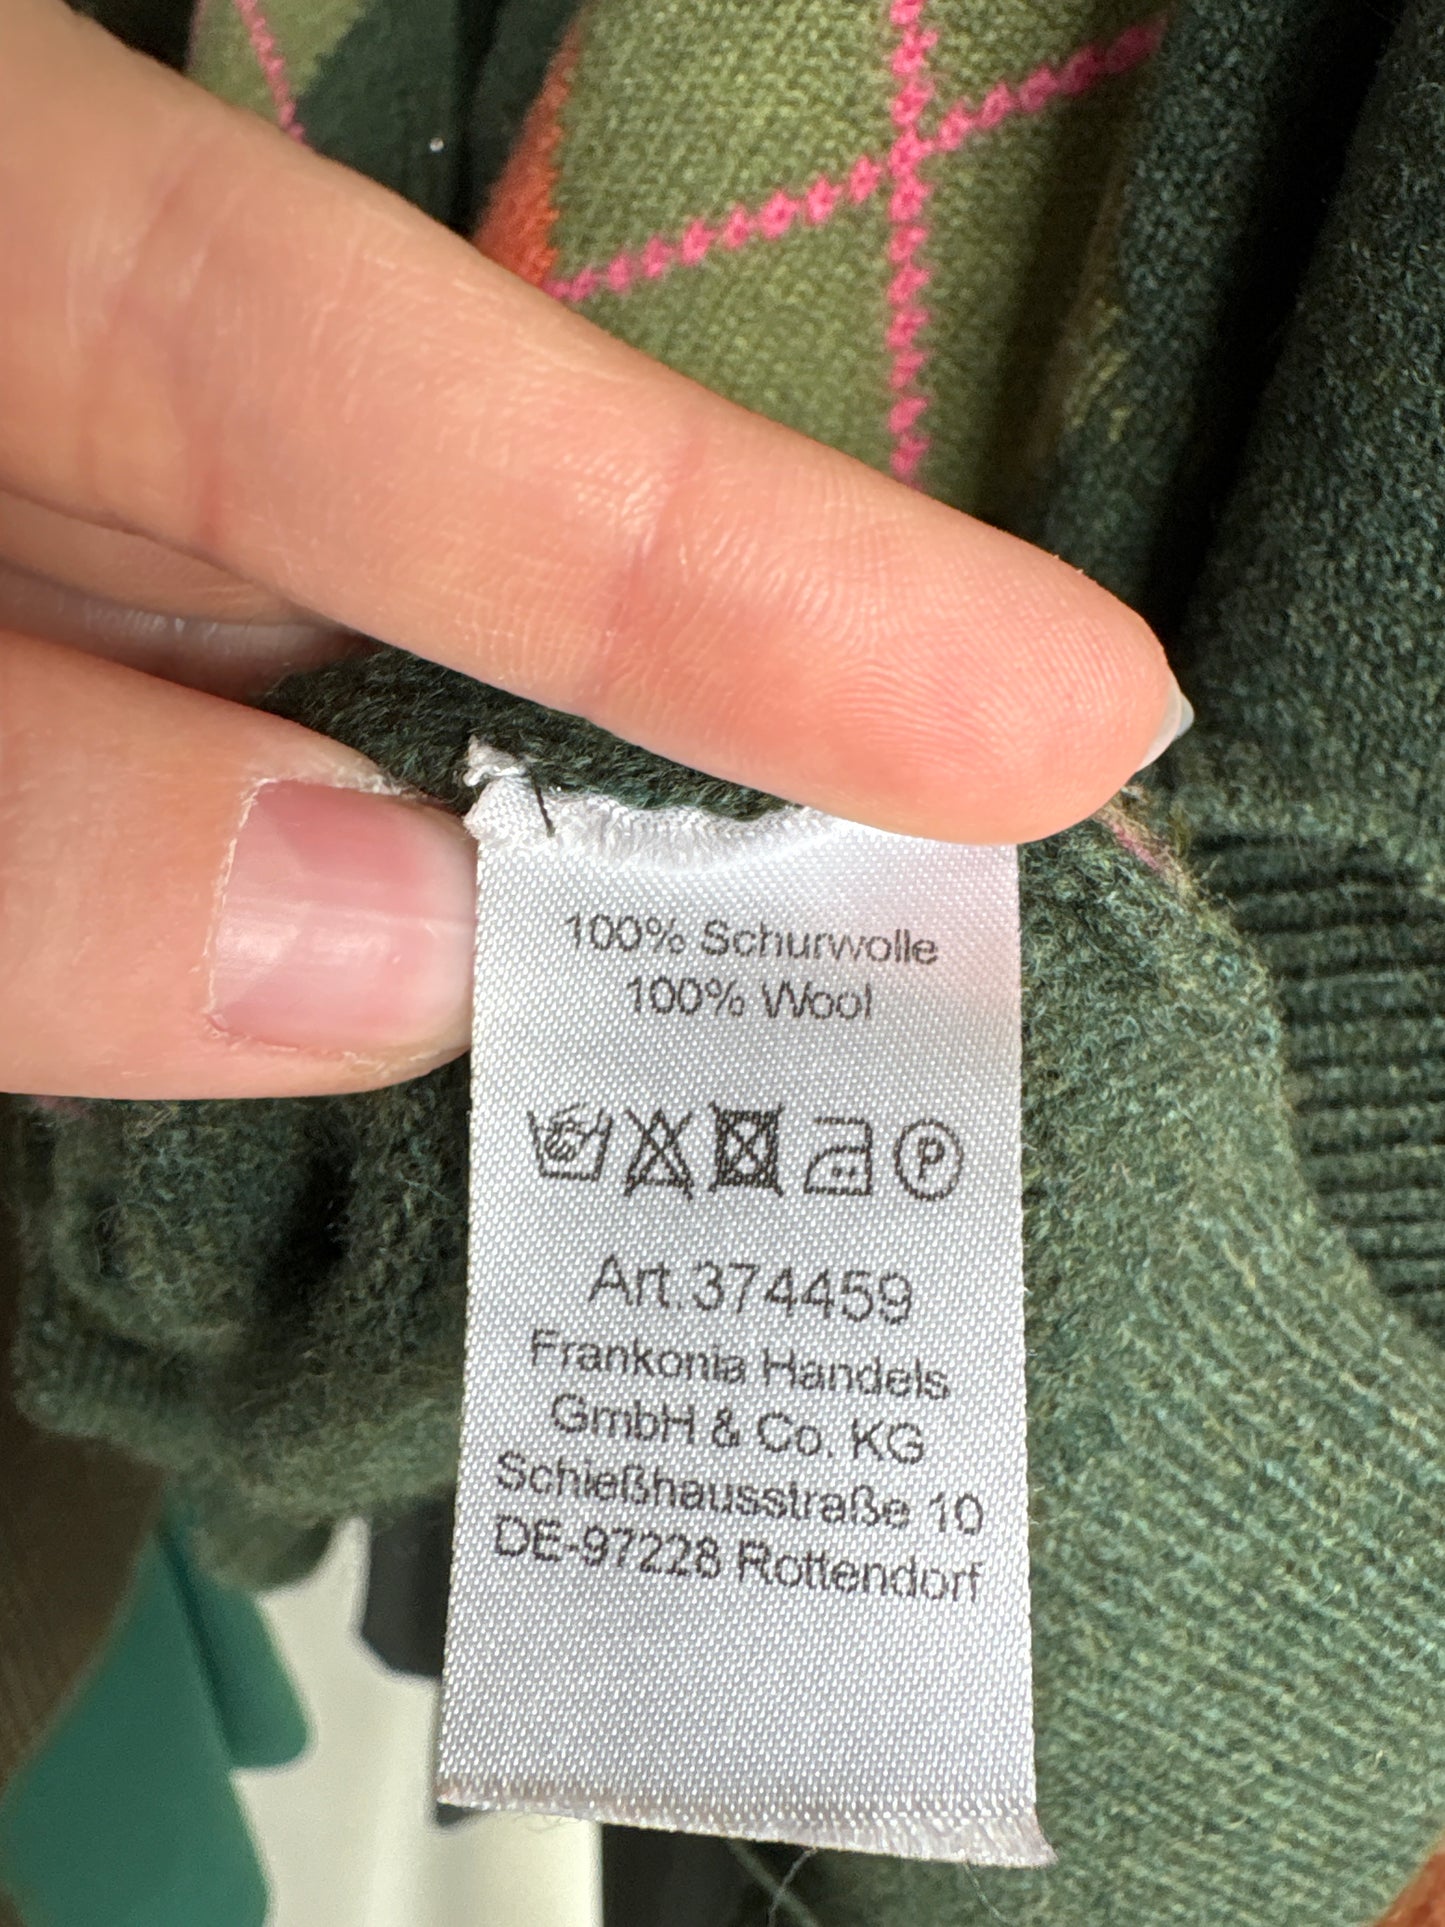 100% Schurwolle
100% Wool
P
Art.374459
Frankonia Handels
GmbH & Co. KG
Schießhausstraße 10
DE-97228 Rottendorf